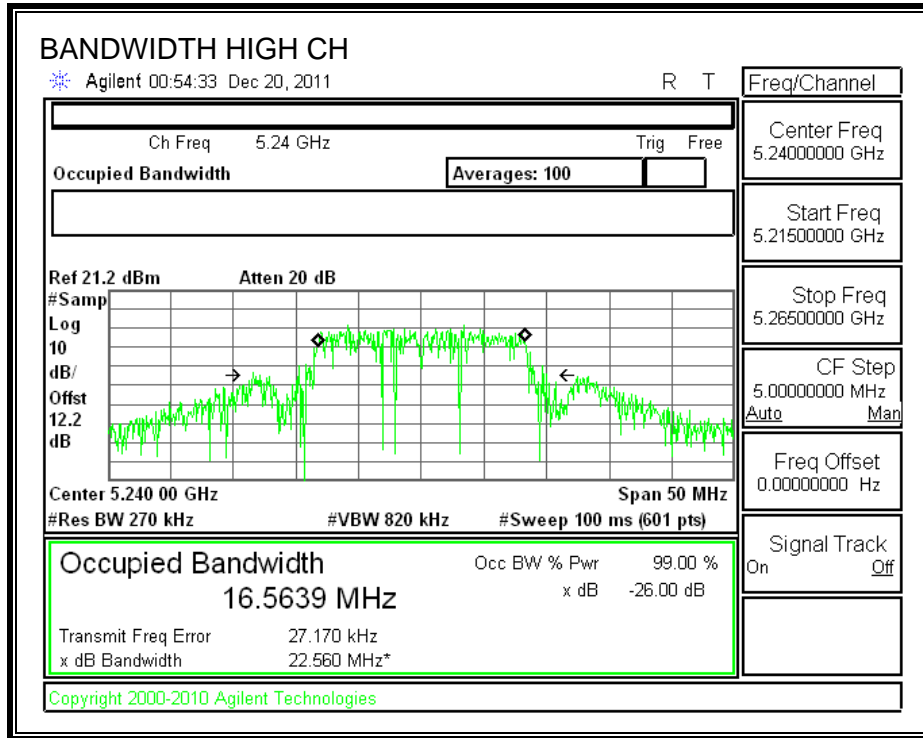 BANDWIDTH HIGH CH
Agilent 00:54:33 Dec 20, 2011 R T
Freq/Channel
Ch Freq 5.24 GHz Trig Free
Occupied Bandwidth Averages: 100
Ref 21.2 dBm Atten 20 dB
#Samp
Log
10
dB/
Offst
12.2
dB
Center 5.240 00 GHz Span 50 MHz
#Res BW 270 kHz #VBW 820 kHz #Sweep 100 ms (601 pts)
Occupied Bandwidth Occ BW % Pwr 99.00 %
16.5639 MHz x dB -26.00 dB
Transmit Freq Error 27.170 kHz
x dB Bandwidth 22.560 MHz*
Copyright 2000-2010 Agilent Technologies
Center Freq
5.24000000 GHz
Start Freq
5.21500000 GHz
Stop Freq
5.26500000 GHz
CF Step
5.00000000 MHz
Auto Man
Freq Offset
0.00000000 Hz
Signal Track
On Off